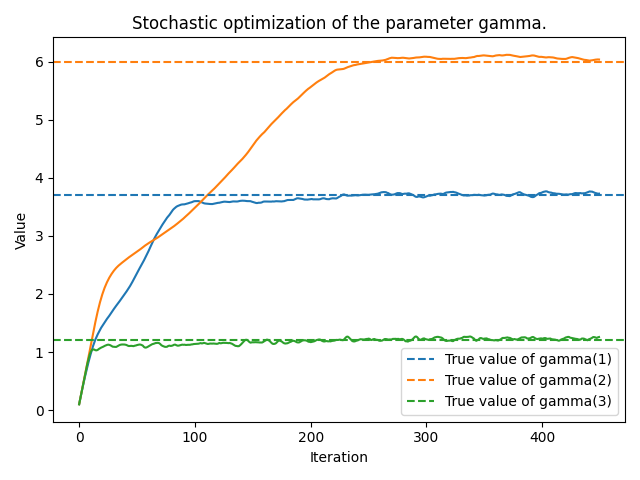 Stochastic optimization of the parameter gamma.
Value
6
5
4
3
2
1
0
0 100 200 300 400
Iteration
True value of gamma(1)
True value of gamma(2)
True value of gamma(3)